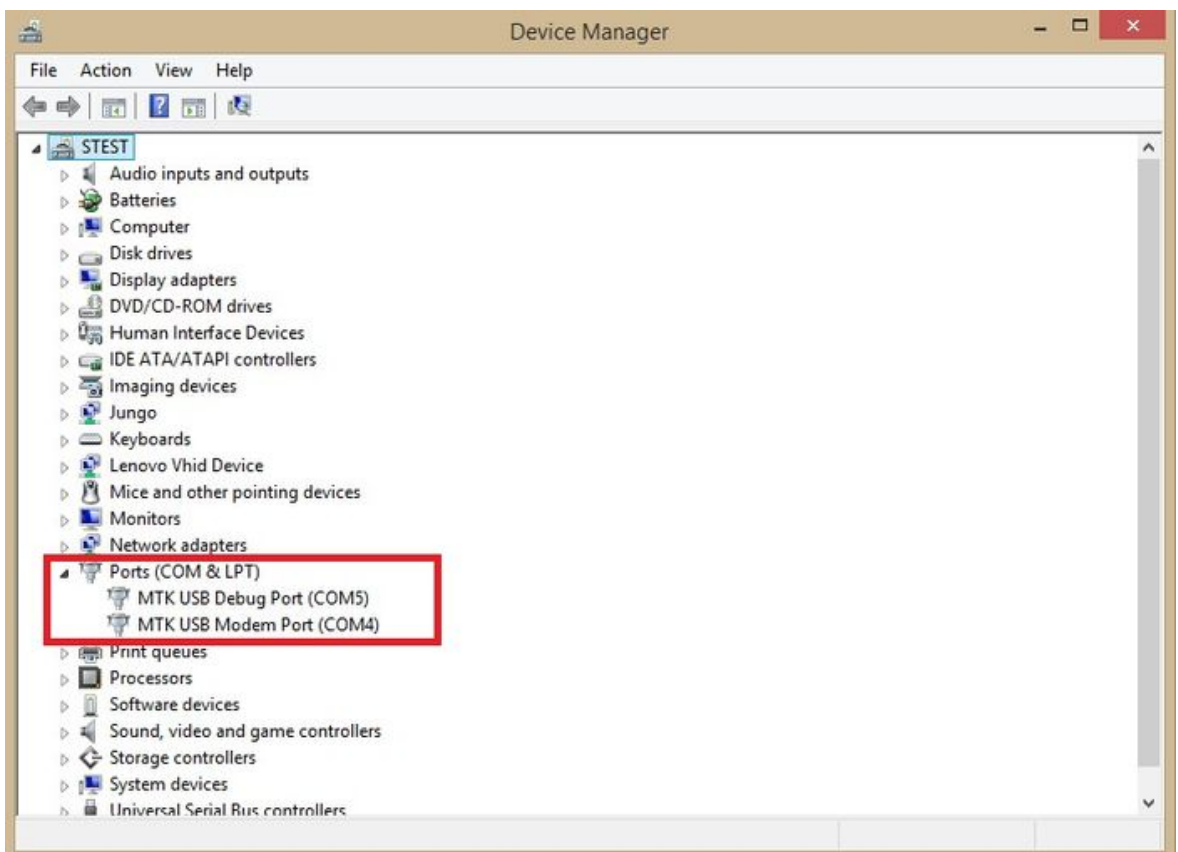 Device Manager
File Action View Help
STEST
Audio inputs and outputs
Batteries
Computer
Disk drives
Display adapters
DVD/CD-ROM drives
Human Interface Devices
IDE ATA/ATAPI controllers
Imaging devices
Jungo
Keyboards
Lenovo Vhid Device
Mice and other pointing devices
Monitors
Network adapters
Ports (COM & LPT)
MTK USB Debug Port (COM5)
MTK USB Modem Port (COM4)
Print queues
Processors
Software devices
Sound, video and game controllers
Storage controllers
System devices
Universal Serial Bus controllers